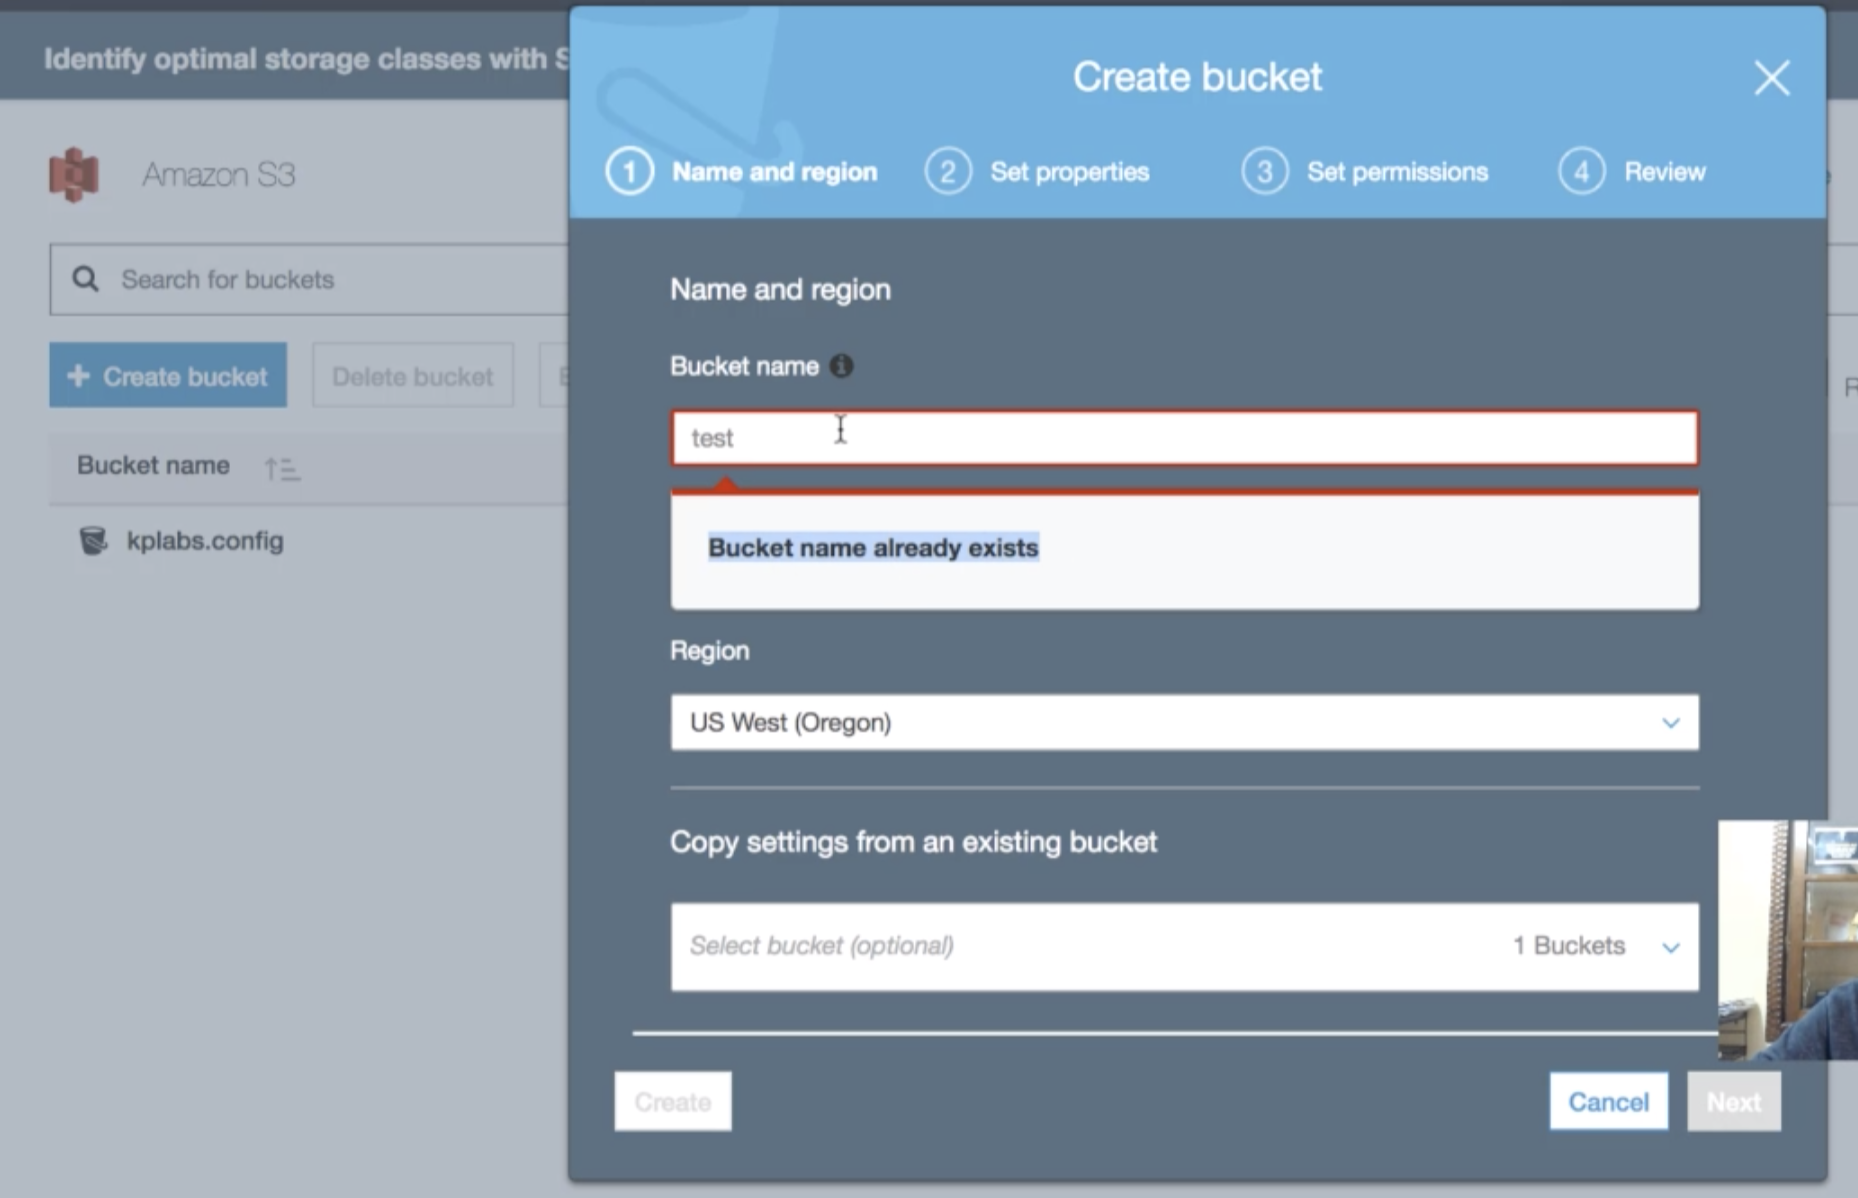 Identify optimal storage classes with S
Create bucket
1 Name and region
2 Set properties
3 Set permissions
4 Review
Amazon S3
Search for buckets
Name and region
Bucket name
+ Create bucket
Delete bucket
test
Bucket name
Bucket name already exists
kplabs.config
Region
US West (Oregon)
Copy settings from an existing bucket
Select bucket (optional)
1 Buckets
Create
Cancel
Next